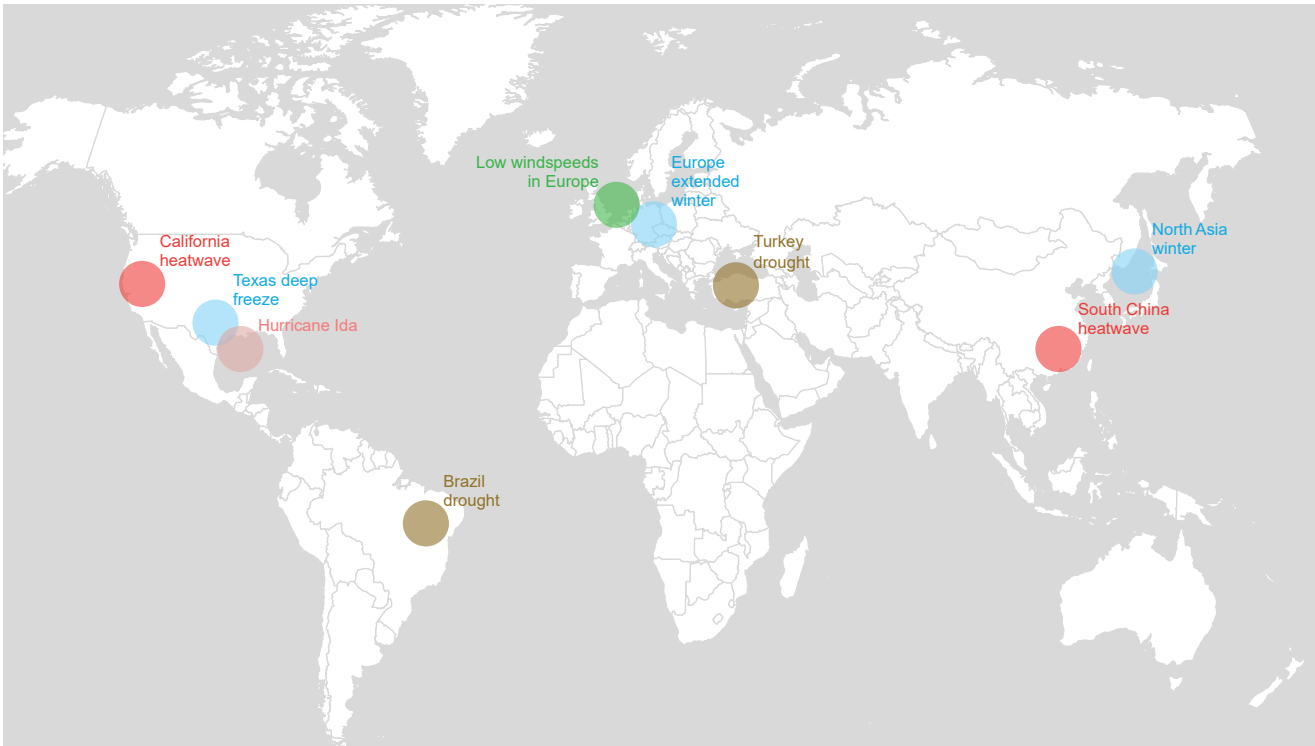 Low windspeeds
in Europe
Europe
extended
winter
California
heatwave
Texas deep
freeze
Hurricane Ida
Turkey
drought
North Asia
winter
South China
heatwave
Brazil
drought